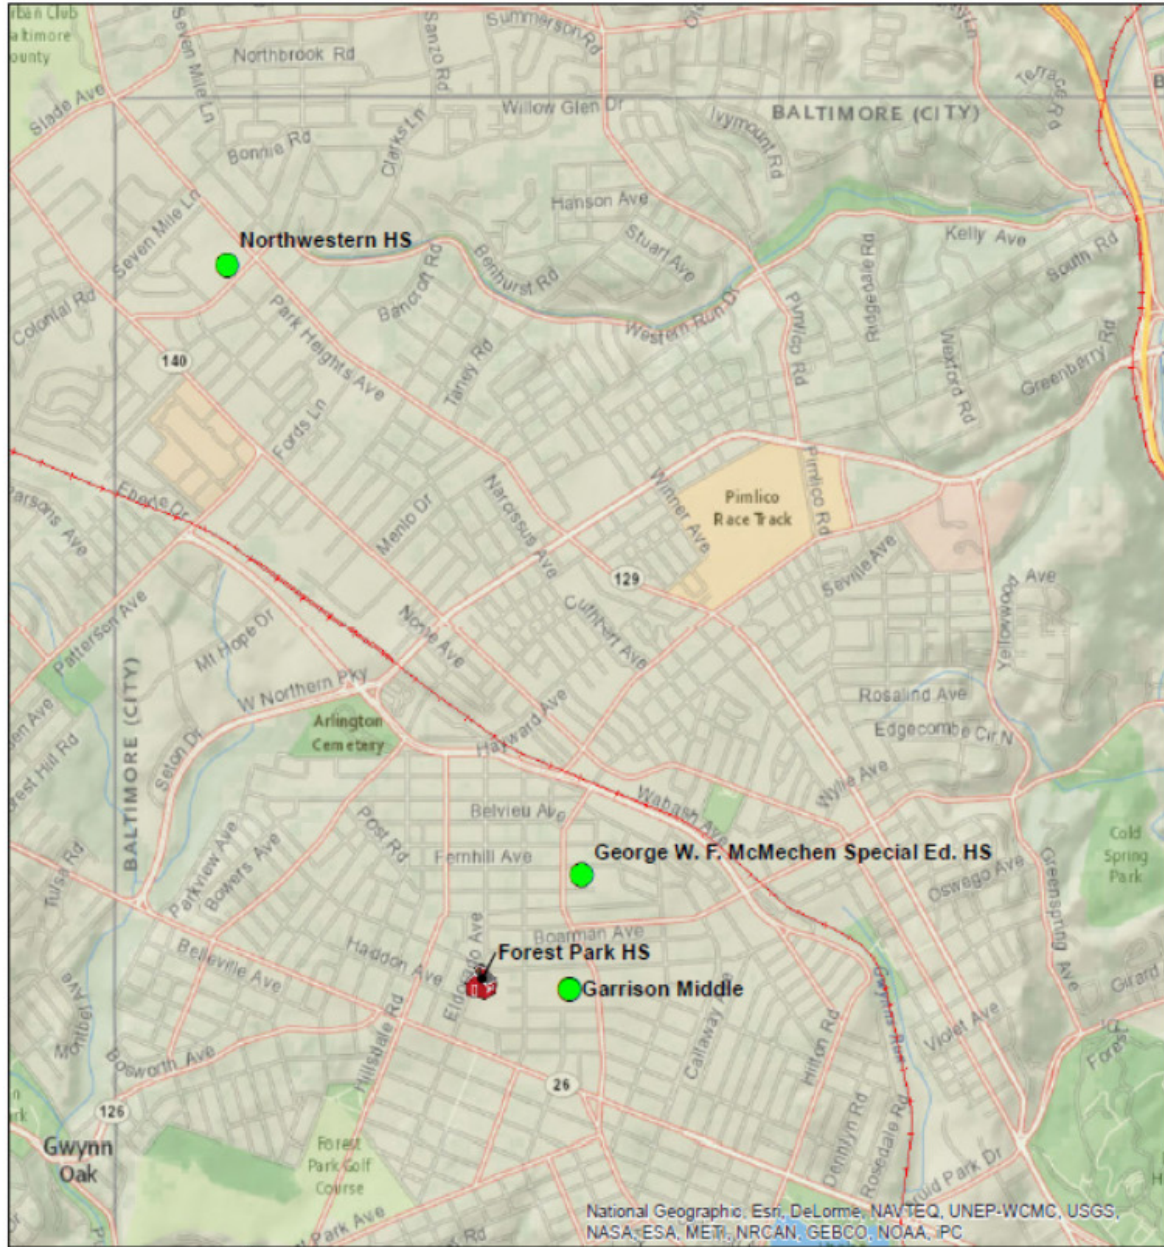 Urban Club
Baltimore
County
Seven Mile Ln
Northbrook Rd
Sanzo Rd
Summerson Rd
Slade Ave
Willow Glen Dr
BALTIMORE (CITY)
Terrace Rd
Ivymount Rd
Bonnie Rd
Clarks Ln
Hanson Ave
Seven Mile Ln
Northwestern HS
Stuart Ave
Kelly Ave
South Rd
Benhurst Rd
Bancroft Rd
Ridgedale Rd
Colonial Rd
Western Run Dr
Pimlico Rd
Park Heights Ave
140
Taney Rd
Wexford Rd
Greenberry Rd
Fords Ln
Winner Ave
Pimlico Rd
Pimlico
Race Track
Narcissus Ave
Menlo Dr
129
Seville Ave
Cuthbert Ave
Yellowwood Ave
Patterson Ave
Mt Hope Dr
Nome Ave
W Northern Pky
Rosalind Ave
Arlington
Cemetery
Hayward Ave
Edgecombe Cir N
Seton Dr
BALTIMORE (CITY)
Wylie Ave
Wabash Ave
Belvieu Ave
Post Rd
Cold
Spring
Park
Parkview Ave
Bowers Ave
Fernhill Ave
George W. F. McMechen Special Ed. HS
Tulsa Rd
Oswego Ave
Greenspring Ave
Boarman Ave
Haddon Ave
Belleville Ave
Forest Park HS
Garrison Middle
Gwynns Run
Girard
Montbel Ave
Hillsdale Rd
Callaway Ave
Hilton Rd
Violet Ave
Bosworth Ave
26
126
Gwynn
Oak
Forest
Park Golf
Course
Denmlyn Rd
Rosedale Rd
Druid Park Dr
Park Ave
National Geographic, Esri, DeLorme, NAVTEQ, UNEP-WCMC, USGS,
NASA, ESA, METI, NRCAN, GEBCO, NOAA, iPC